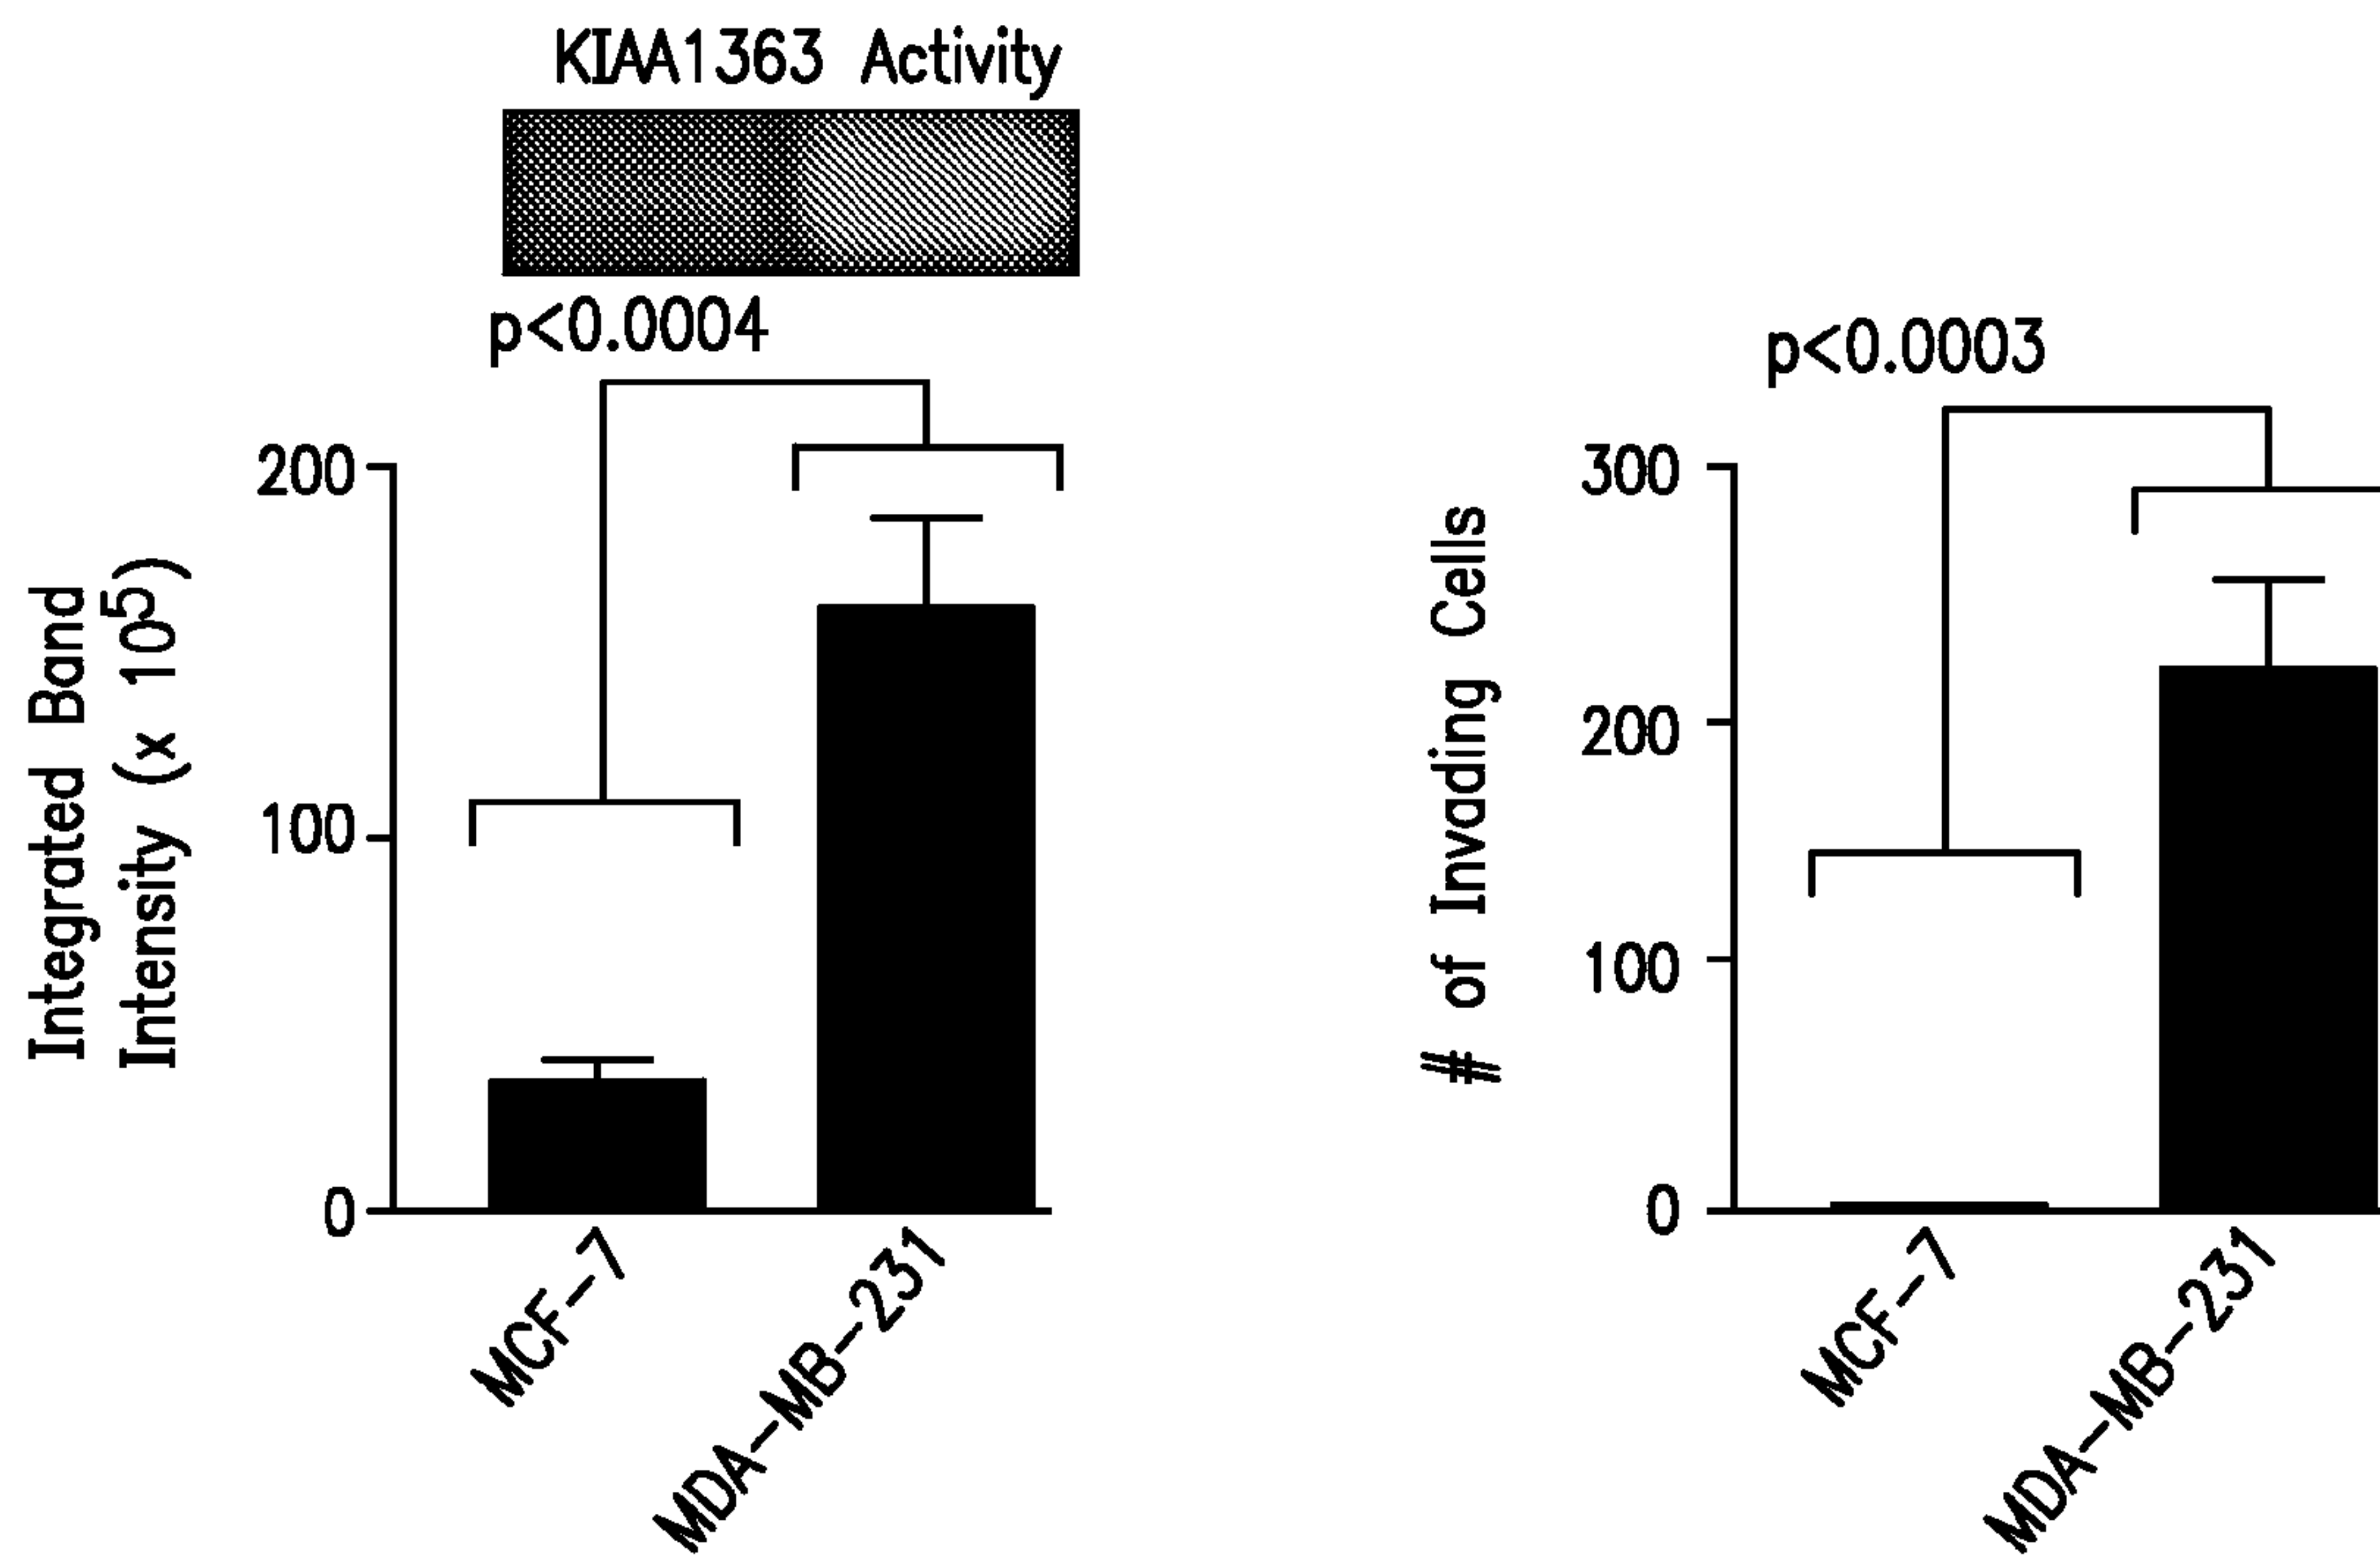 KIAA1363 Activity
p<0.0004
200
100
0
Integrated Band
Intensity (x 10⁵)
MCF-7
MDA-MB-231
p<0.0003
300
200
100
0
# of Invading Cells
MCF-7
MDA-MB-231